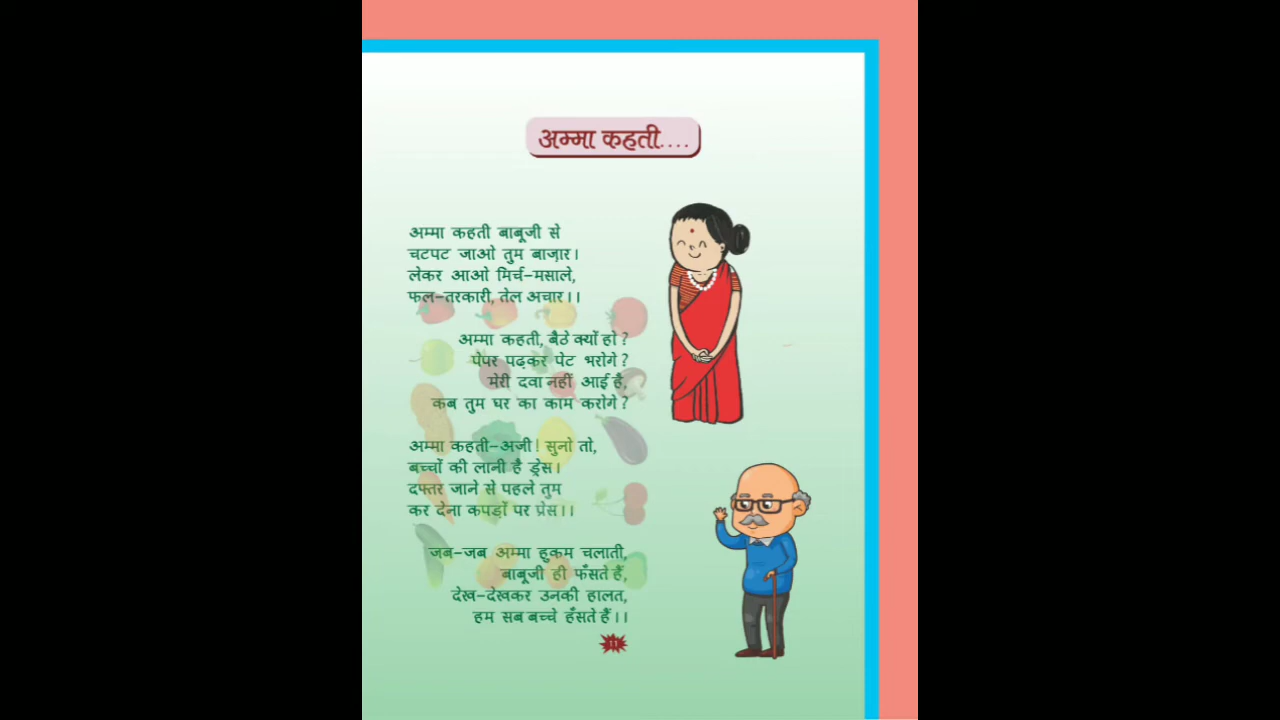 अम्मा कहती....
अम्मा कहती बाबूजी से
चटपट जाओ तुम बाज़ार।
लेकर आओ मिर्च-मसाले,
फल-तरकारी, तेल अचार।।
अम्मा कहती, बैठे क्यों हो ?
पेपर पढ़कर पेट भरोगे ?
मेरी दवा नहीं आई है,
कब तुम घर का काम करोगे ?
अम्मा कहती-अजी! सुनो तो,
बच्चों की लानी है ड्रेस।
दफ्तर जाने से पहले तुम
कर देना कपड़ों पर प्रेस।।
जब-जब अम्मा हुकम चलाती,
बाबूजी ही फँसते हैं,
देख-देखकर उनकी हालत,
हम सब बच्चे हँसते हैं।।